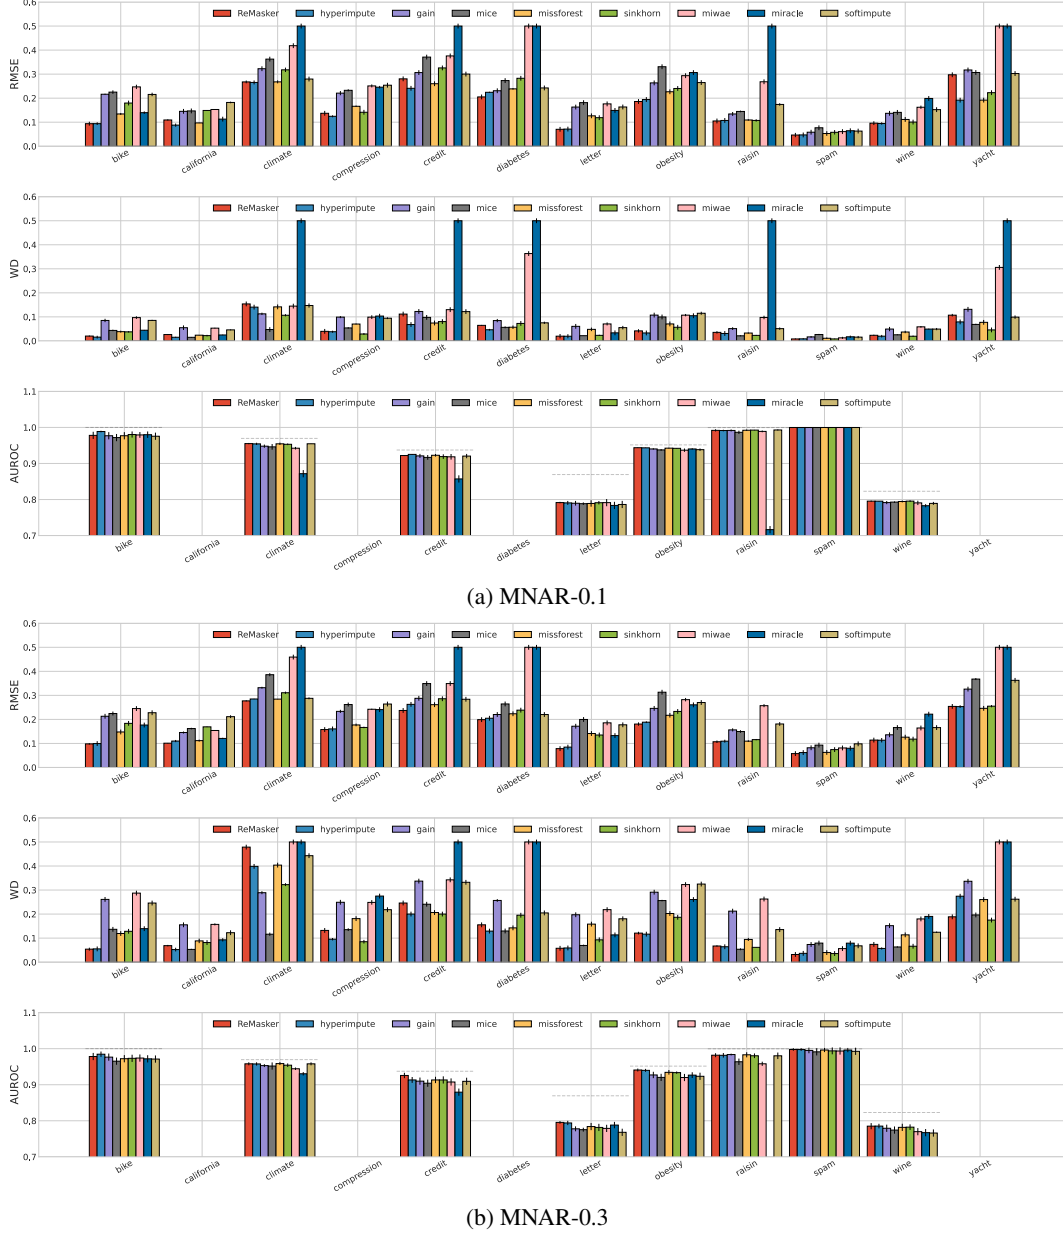 0.6
0.5
0.4
0.3
0.2
0.1
0.0
RMSE
ReMasker hyperimpute gain mice missforest sinkhorn miwae miracle softimpute
bike california climate compression credit diabetes letter obesity raisin spam wine yacht
0.6
0.5
0.4
0.3
0.2
0.1
0.0
WD
ReMasker hyperimpute gain mice missforest sinkhorn miwae miracle softimpute
bike california climate compression credit diabetes letter obesity raisin spam wine yacht
1.1
1.0
0.9
0.8
0.7
AUROC
ReMasker hyperimpute gain mice missforest sinkhorn miwae miracle softimpute
bike california climate compression credit diabetes letter obesity raisin spam wine yacht
(a) MNAR-0.1
0.6
0.5
0.4
0.3
0.2
0.1
0.0
RMSE
ReMasker hyperimpute gain mice missforest sinkhorn miwae miracle softimpute
bike california climate compression credit diabetes letter obesity raisin spam wine yacht
0.6
0.5
0.4
0.3
0.2
0.1
0.0
WD
ReMasker hyperimpute gain mice missforest sinkhorn miwae miracle softimpute
bike california climate compression credit diabetes letter obesity raisin spam wine yacht
1.1
1.0
0.9
0.8
0.7
AUROC
ReMasker hyperimpute gain mice missforest sinkhorn miwae miracle softimpute
bike california climate compression credit diabetes letter obesity raisin spam wine yacht
(b) MNAR-0.3